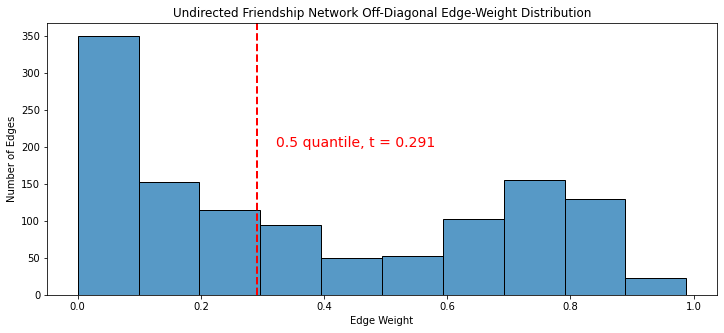 Undirected Friendship Network Off-Diagonal Edge-Weight Distribution
350
300
250
200
150
100
50
0
Number of Edges
0.5 quantile, t = 0.291
0.0 0.2 0.4 0.6 0.8 1.0
Edge Weight